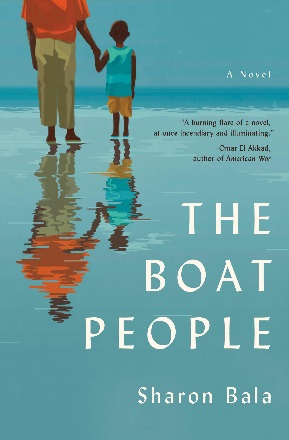 A Novel
"A burning flare of a novel,
at once incendiary and illuminating."
-Omar El Akkad,
author of American War
THE
BOAT
PEOPLE
Sharon Bala